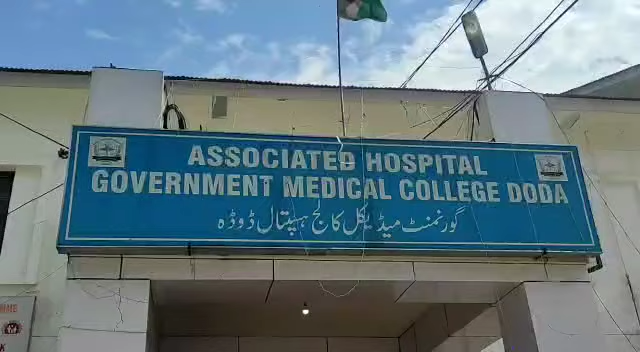 ASSOCIATED HOSPITAL
GOVERNMENT MEDICAL COLLEGE DODA
گورنمنٹ میڈیکل کالج ہسپتال ڈوڈہ